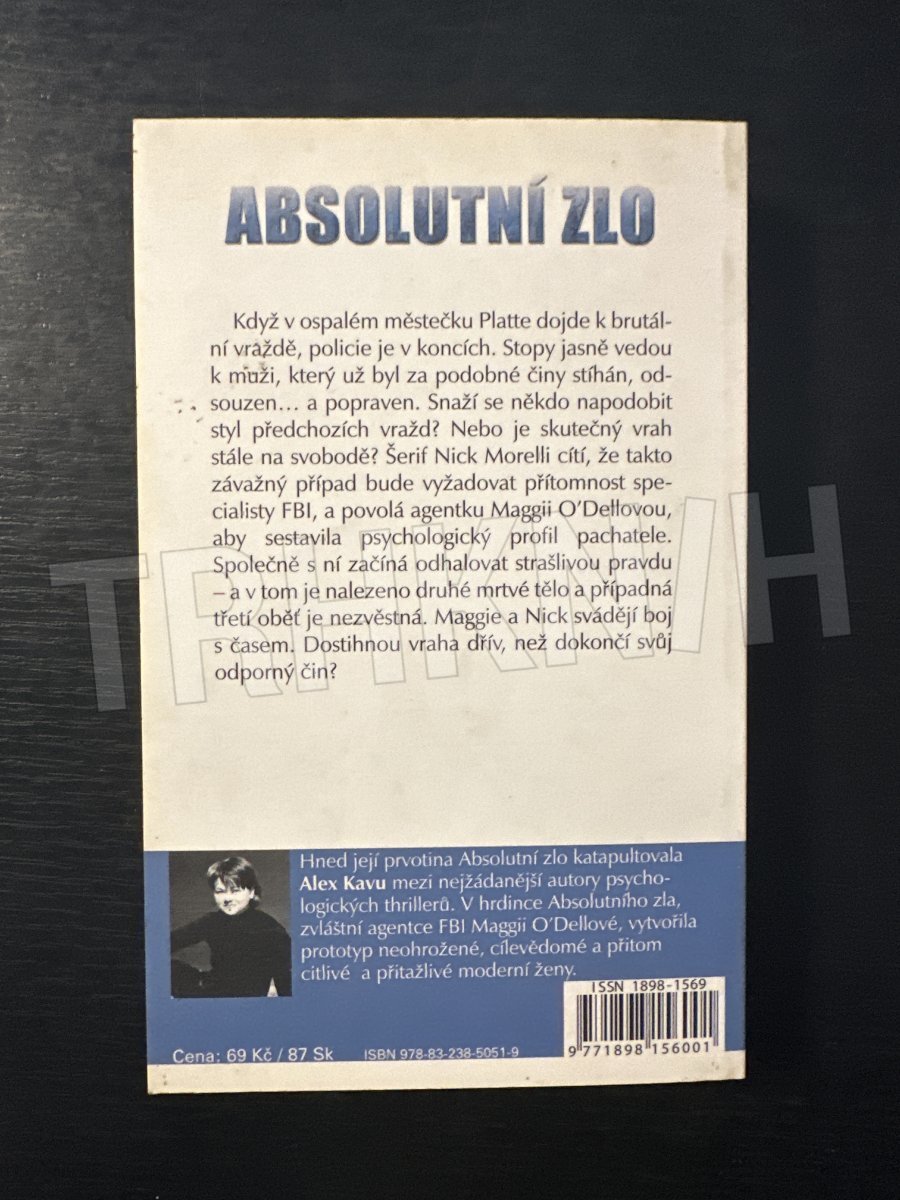 ABSOLUTNÍ ZLO
Když v ospalém městečku Platte dojde k brutál-
ní vraždě, policie je v koncích. Stopy jasně vedou
k muži, který už byl za podobné činy stíhán, od-
souzen... a popraven. Snaží se někdo napodobit
styl předchozích vražd? Nebo je skutečný vrah
stále na svobodě? Šerif Nick Morelli cítí, že takto
závažný případ bude vyžadovat přítomnost spe-
cialisty FBI, a povolá agentku Maggii O'Dellovou,
aby sestavila psychologický profil pachatele.
Společně s ní začíná odhalovat strašlivou pravdu
– a v tom je nalezeno druhé mrtvé tělo a případná
třetí oběť je nezvěstná. Maggie a Nick svádějí boj
s časem. Dostihnou vraha dřív, než dokončí svůj
odporný čin?
TRHKNIH
Hned její prvotina Absolutní zlo katapultovala
Alex Kavu mezi nejžádanější autory psycho-
logických thrillerů. V hrdince Absolutního zla,
zvláštní agentce FBI Maggii O'Dellové, vytvořila
prototyp neohrožené, cílevědomé a přitom
citlivé a přitažlivé moderní ženy.
ISSN 1898-1569
9 771898 156001
Cena: 69 Kč / 87 Sk ISBN 978-83-238-5051-9